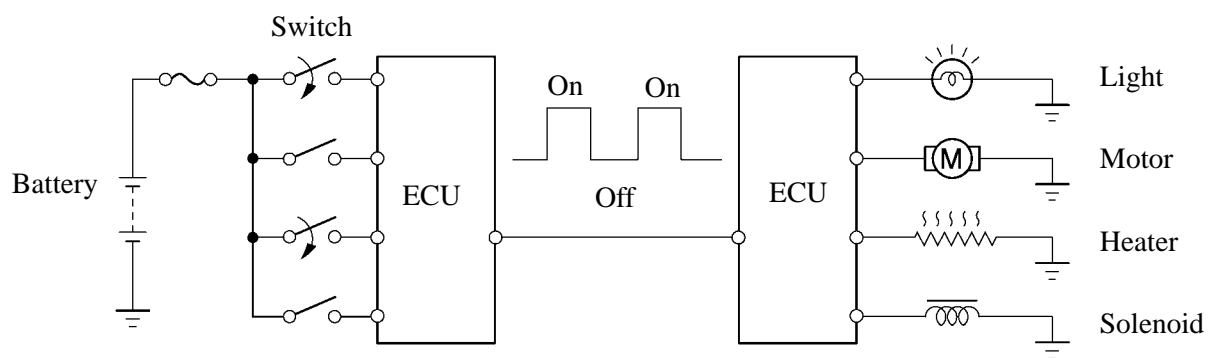 Switch
Battery
ECU
On
On
Off
ECU
M
Light
Motor
Heater
Solenoid